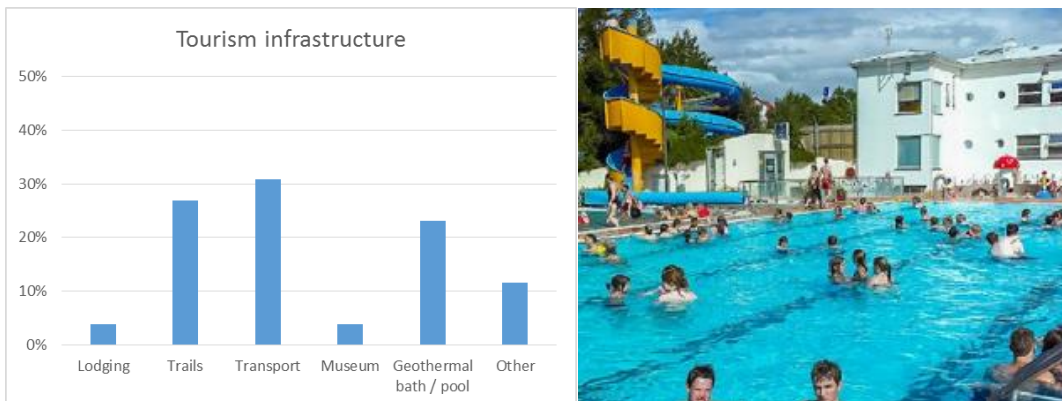 Tourism infrastructure
50%
40%
30%
20%
10%
0%
Lodging
Trails
Transport
Museum
Geothermal
bath / pool
Other